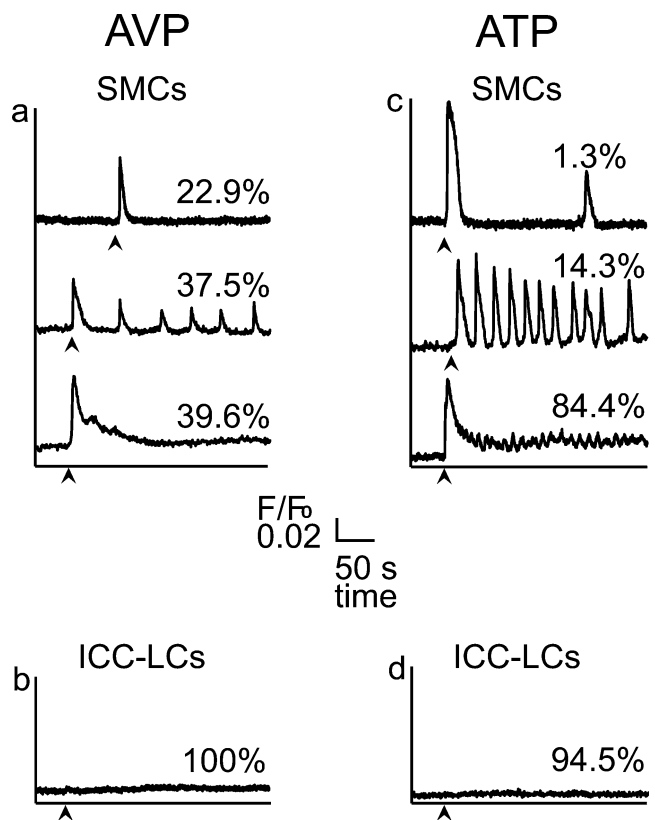 AVP
ATP
SMCs
SMCs
a
c
22.9%
1.3%
37.5%
14.3%
39.6%
84.4%
F/Fo
0.02
50 s
time
ICC-LCs
ICC-LCs
b
d
100%
94.5%